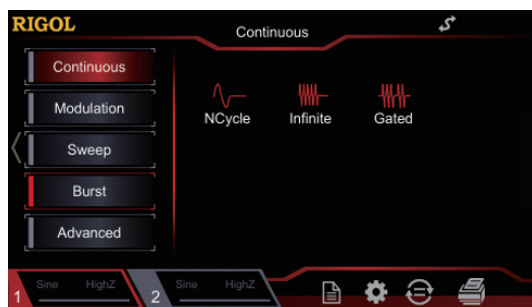 RIGOL
Continuous
Continuous
Modulation
Sweep
Burst
Advanced
NCycle Infinite Gated
1 Sine HighZ
2 Sine HighZ